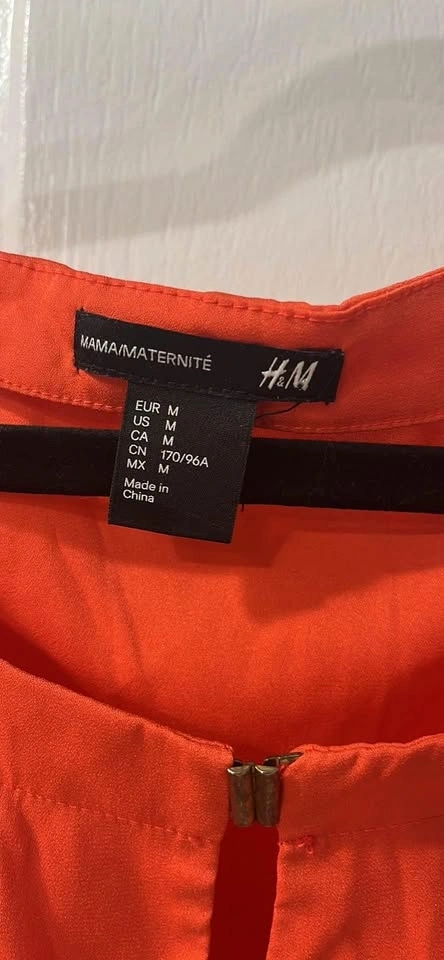 MAMA/MATERNITÉ
H&M
EUR M
US M
CA M
CN 170/96A
MX M
Made in
China